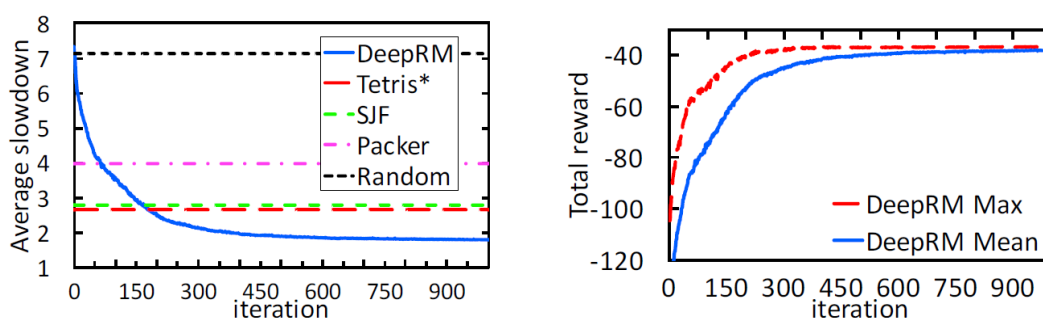 Average slowdown
8
7
6
5
4
3
2
1
0 150 300 450 600 750 900
iteration
DeepRM
Tetris*
SJF
Packer
Random
Total reward
-40
-60
-80
-100
-120
0 150 300 450 600 750 900
iteration
DeepRM Max
DeepRM Mean